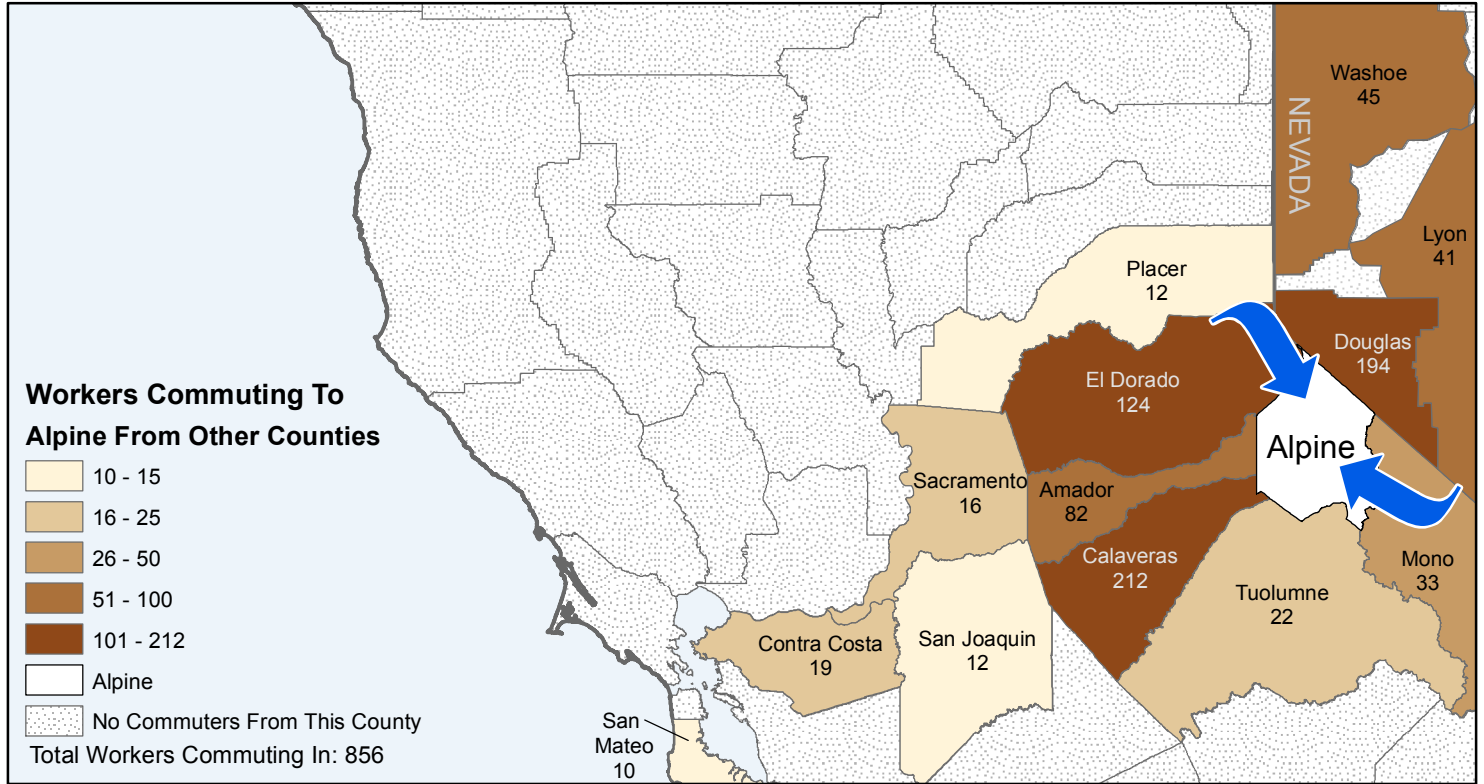 Washoe
45
NEVADA
Lyon
41
Placer
12
Douglas
194
El Dorado
124
Alpine
Sacramento
16
Amador
82
Calaveras
212
Mono
33
Tuolumne
22
Contra Costa
19
San Joaquin
12
San
Mateo
10
Workers Commuting To
Alpine From Other Counties
10 - 15
16 - 25
26 - 50
51 - 100
101 - 212
Alpine
No Commuters From This County
Total Workers Commuting In: 856